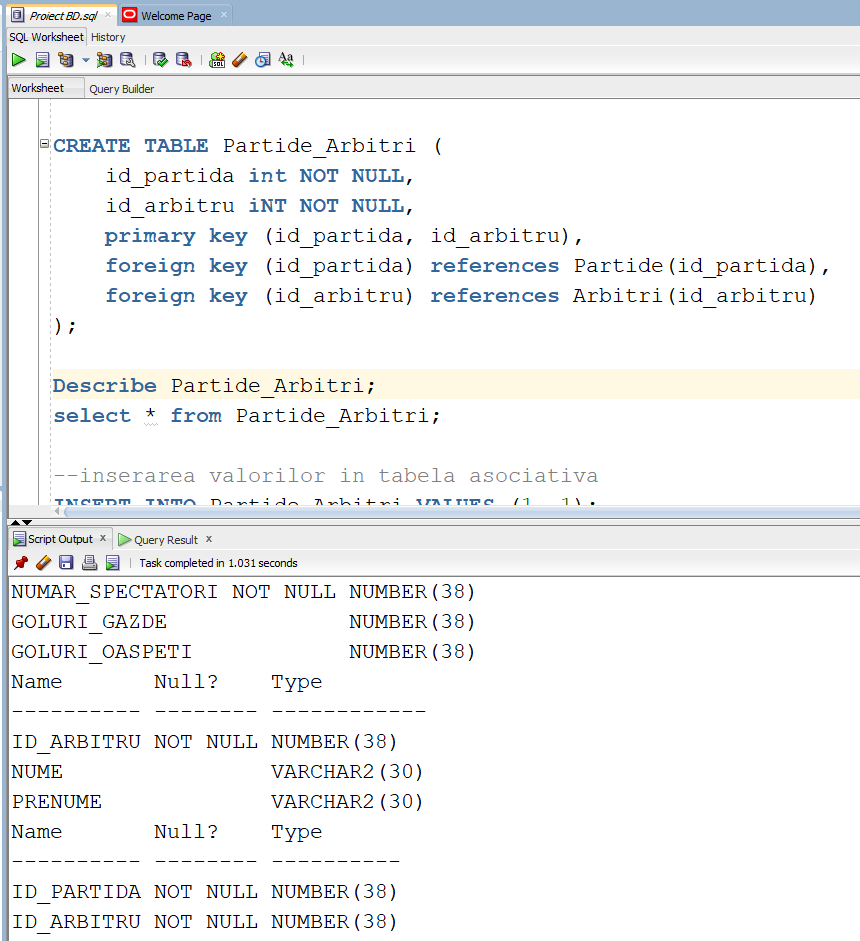 Proiect BD.sql
Welcome Page
SQL Worksheet History
Worksheet Query Builder
CREATE TABLE Partide_Arbitri (
id_partida int NOT NULL,
id_arbitru iNT NOT NULL,
primary key (id_partida, id_arbitru),
foreign key (id_partida) references Partide(id_partida),
foreign key (id_arbitru) references Arbitri(id_arbitru)
);
Describe Partide_Arbitri;
select * from Partide_Arbitri;
--inserarea valorilor in tabela asociativa
INSERT INTO Partide_Arbitri VALUES (1, 1);
Script Output x Query Result x
Task completed in 1.031 seconds
NUMAR_SPECTATORI NOT NULL NUMBER(38)
GOLURI_GAZDE NUMBER(38)
GOLURI_OASPETI NUMBER(38)
Name Null? Type
---------- -------- ------------
ID_ARBITRU NOT NULL NUMBER(38)
NUME VARCHAR2(30)
PRENUME VARCHAR2(30)
Name Null? Type
---------- -------- ----------
ID_PARTIDA NOT NULL NUMBER(38)
ID_ARBITRU NOT NULL NUMBER(38)